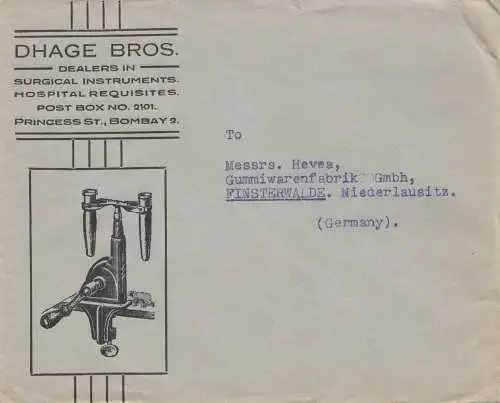 DHAGE BROS.
DEALERS IN
SURGICAL INSTRUMENTS.
HOSPITAL REQUISITES.
POST BOX NO. 2101.
PRINCESS ST., BOMBAY 2.
To
Messrs. Hevea,
Gummiwarenfabrik Gmbh,
FINSTERWALDE. Niederlausitz.
(Germany).